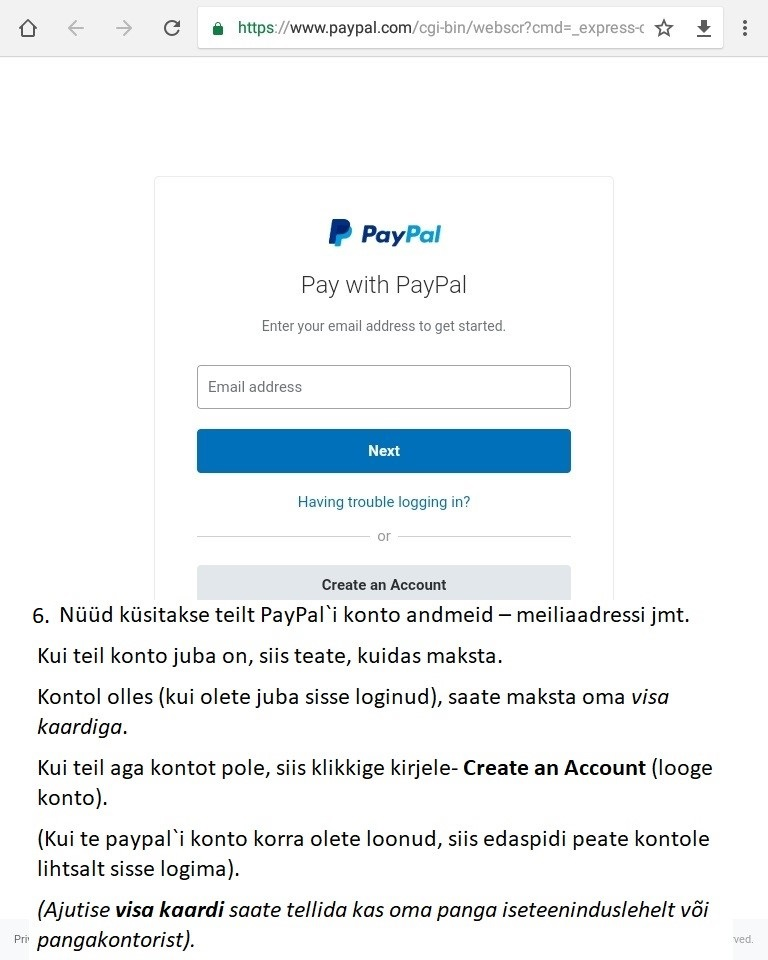 https://www.paypal.com/cgi-bin/webscr?cmd=_express-c
PayPal
Pay with PayPal
Enter your email address to get started.
Email address
Next
Having trouble logging in?
or
Create an Account
6. Nüüd küsitakse teilt PayPal`i konto andmeid – meiliaadressi jmt.
Kui teil konto juba on, siis teate, kuidas maksta.
Kontol olles (kui olete juba sisse loginud), saate maksta oma visa
kaardiga.
Kui teil aga kontot pole, siis klikkige kirjele- Create an Account (looge
konto).
(Kui te paypal`i konto korra olete loonud, siis edaspidi peate kontole
lihtsalt sisse logima).
(Ajutise visa kaardi saate tellida kas oma panga iseteeninduslehelt või
pangakontorist).